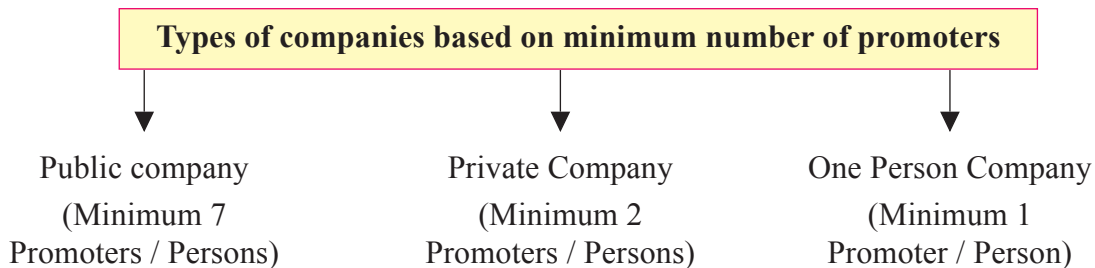 Types of companies based on minimum number of promoters
Public company
(Minimum 7
Promoters / Persons)
Private Company
(Minimum 2
Promoters / Persons)
One Person Company
(Minimum 1
Promoter / Person)